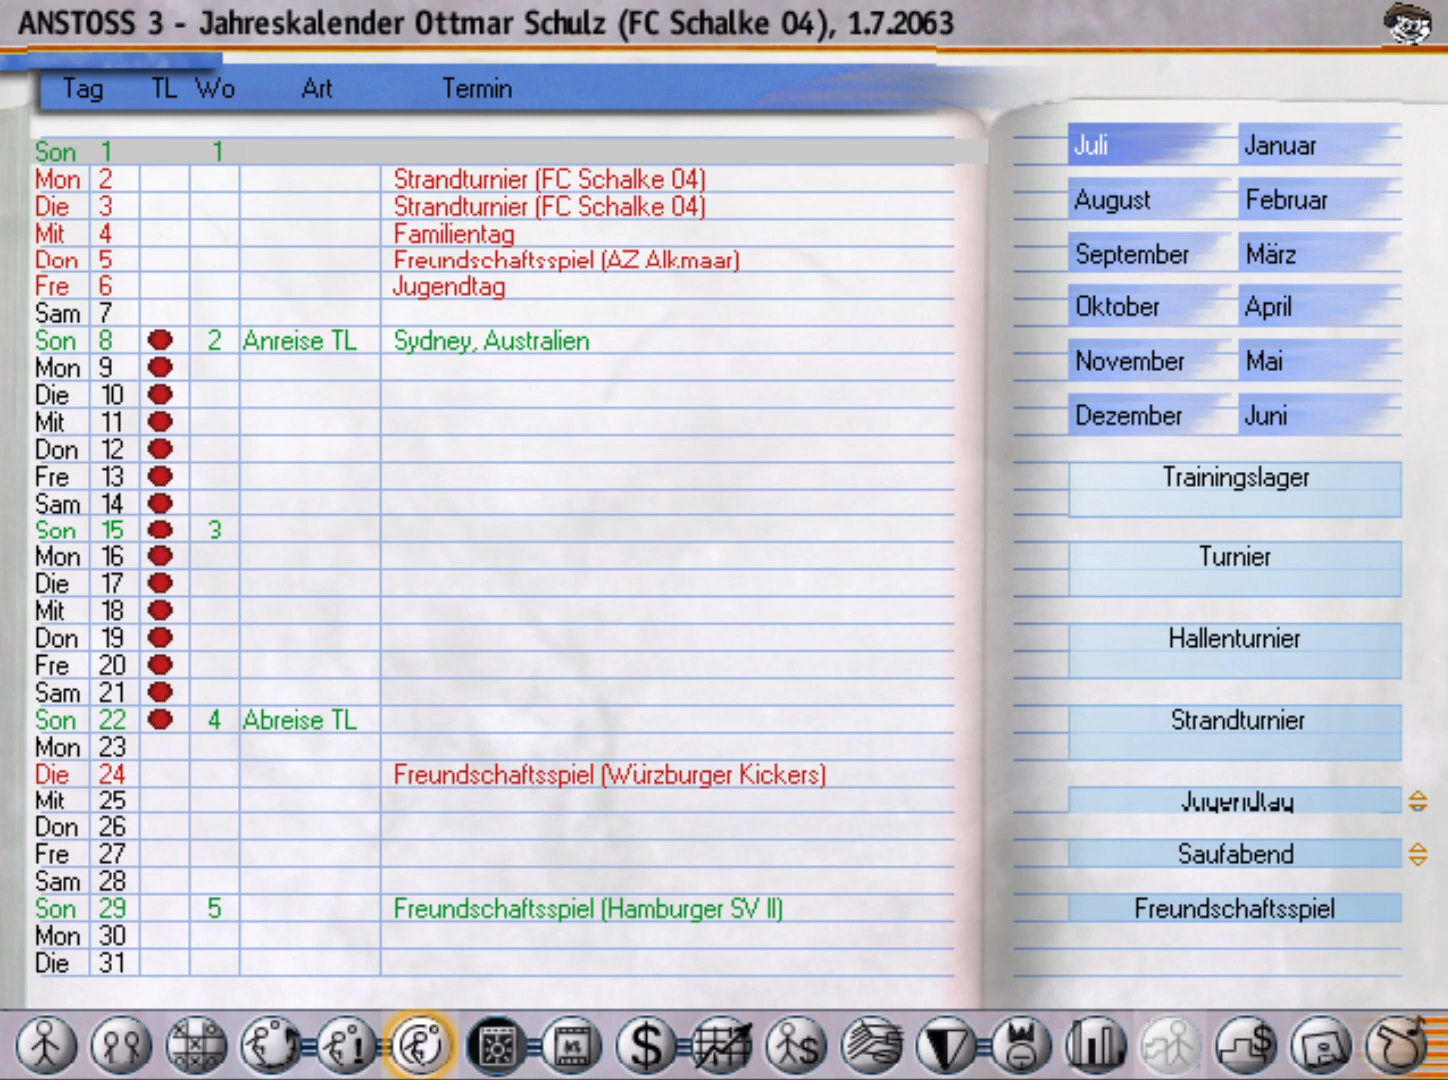 ANSTOSS 3 - Jahreskalender Ottmar Schulz (FC Schalke 04), 1.7.2063
Tag TL Wo Art Termin
Son 1 1
Mon 2 Strandturnier (FC Schalke 04)
Die 3 Strandturnier (FC Schalke 04)
Mit 4 Familientag
Don 5 Freundschaftsspiel (AZ Alkmaar)
Fre 6 Jugendtag
Sam 7
Son 8 2 Anreise TL Sydney, Australien
Mon 9
Die 10
Mit 11
Don 12
Fre 13
Sam 14
Son 15 3
Mon 16
Die 17
Mit 18
Don 19
Fre 20
Sam 21
Son 22 4 Abreise TL
Mon 23
Die 24 Freundschaftsspiel (Würzburger Kickers)
Mit 25
Don 26
Fre 27
Sam 28
Son 29 5 Freundschaftsspiel (Hamburger SV II)
Mon 30
Die 31
Juli Januar
August Februar
September März
Oktober April
November Mai
Dezember Juni
Trainingslager
Turnier
Hallenturnier
Strandturnier
Jugendtag
Saufabend
Freundschaftsspiel